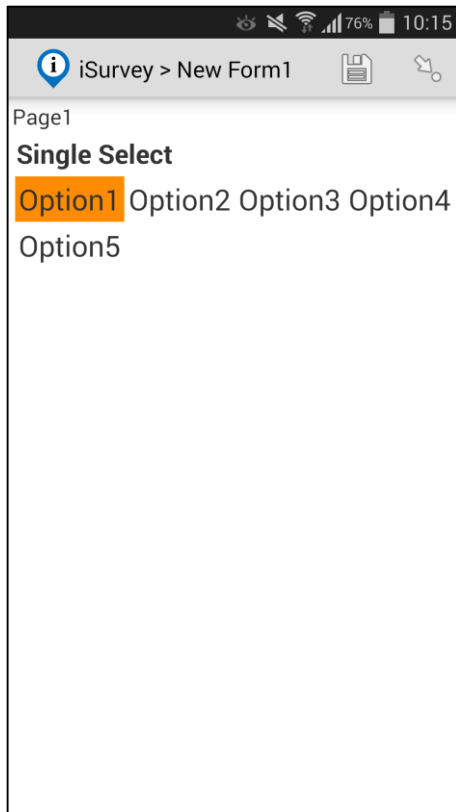 76% 10:15
iSurvey > New Form1
Page1
Single Select
Option1 Option2 Option3 Option4
Option5